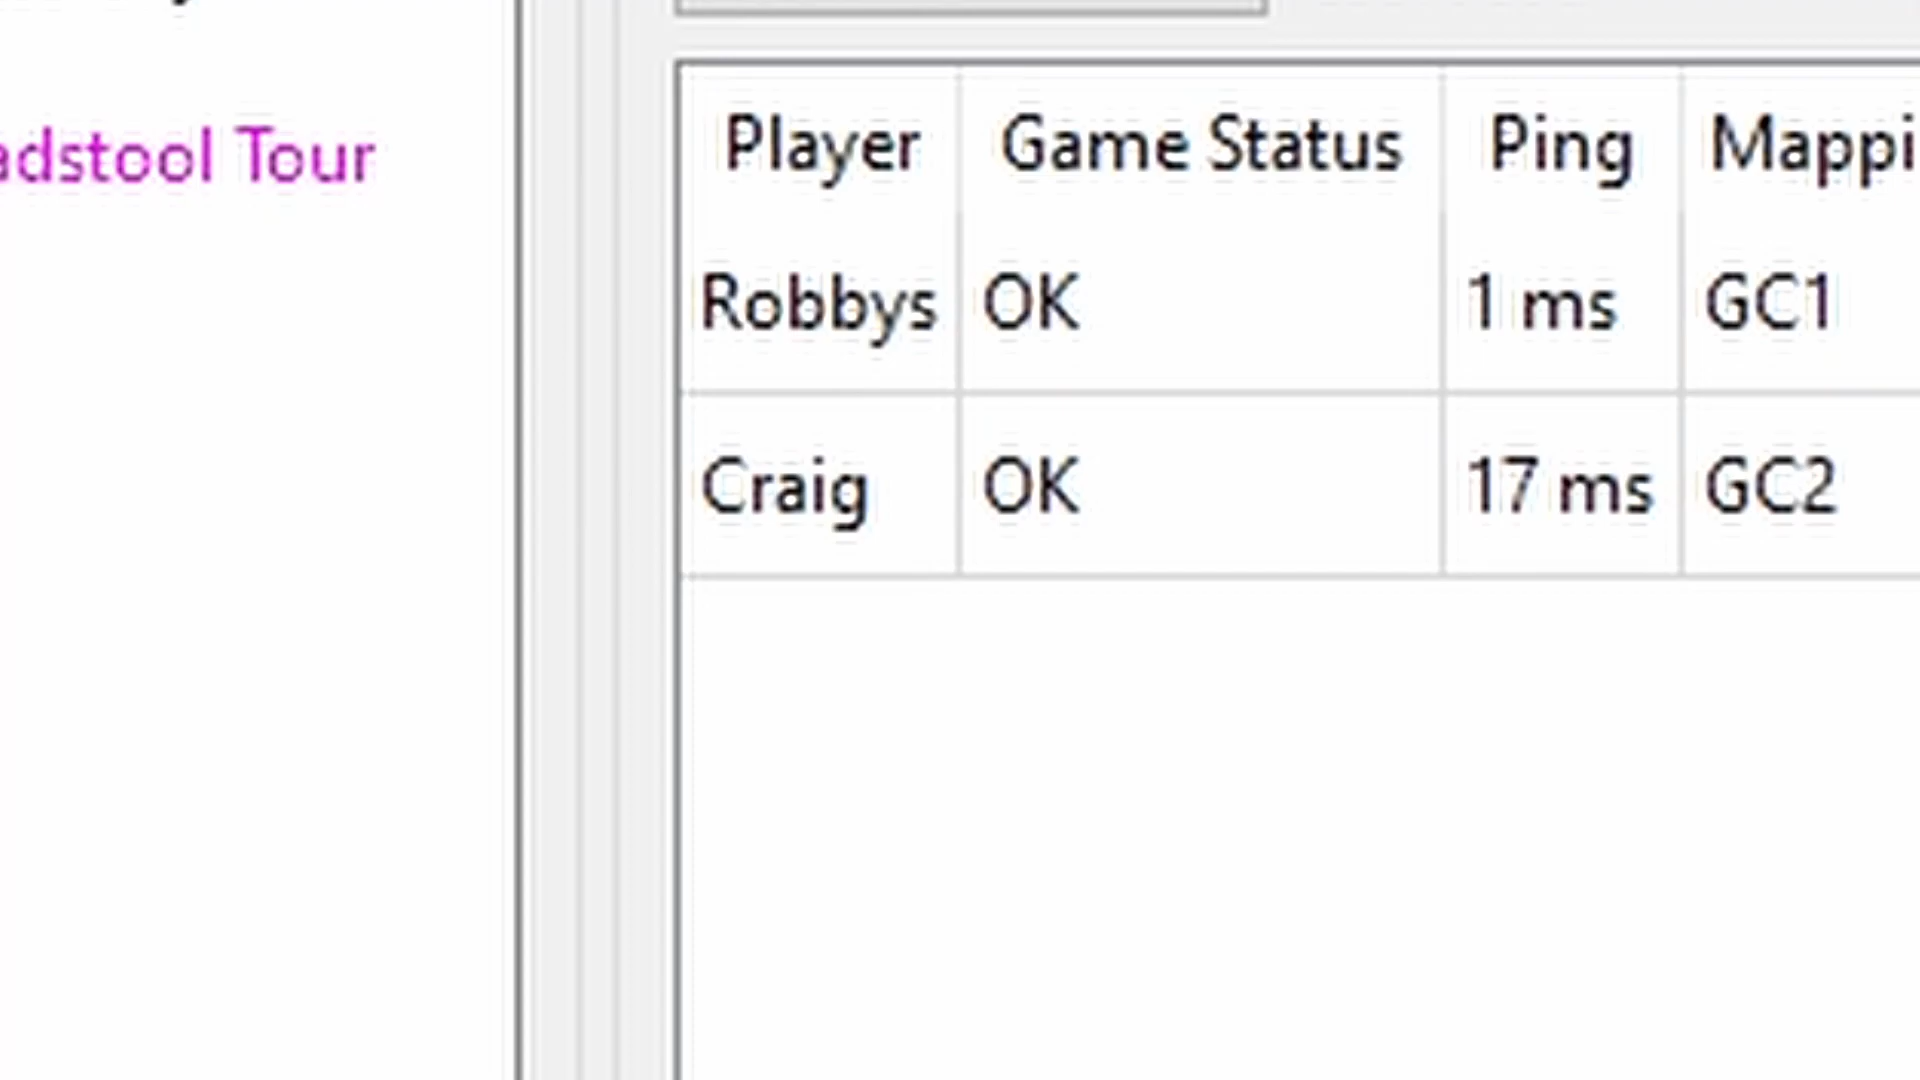 adstool Tour
Player Game Status Ping Mappi
Robbys OK 1 ms GC1
Craig OK 17 ms GC2